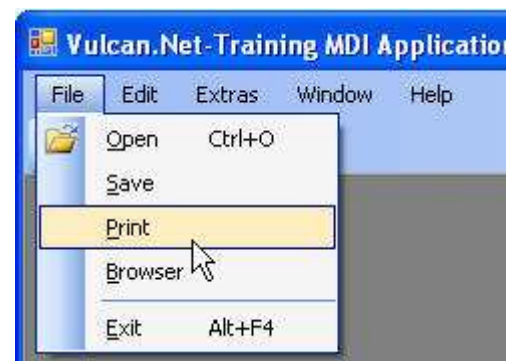 Vulcan.Net-Training MDI Applicatio
File Edit Extras Window Help
Open Ctrl+O
Save
Print
Browser
Exit Alt+F4